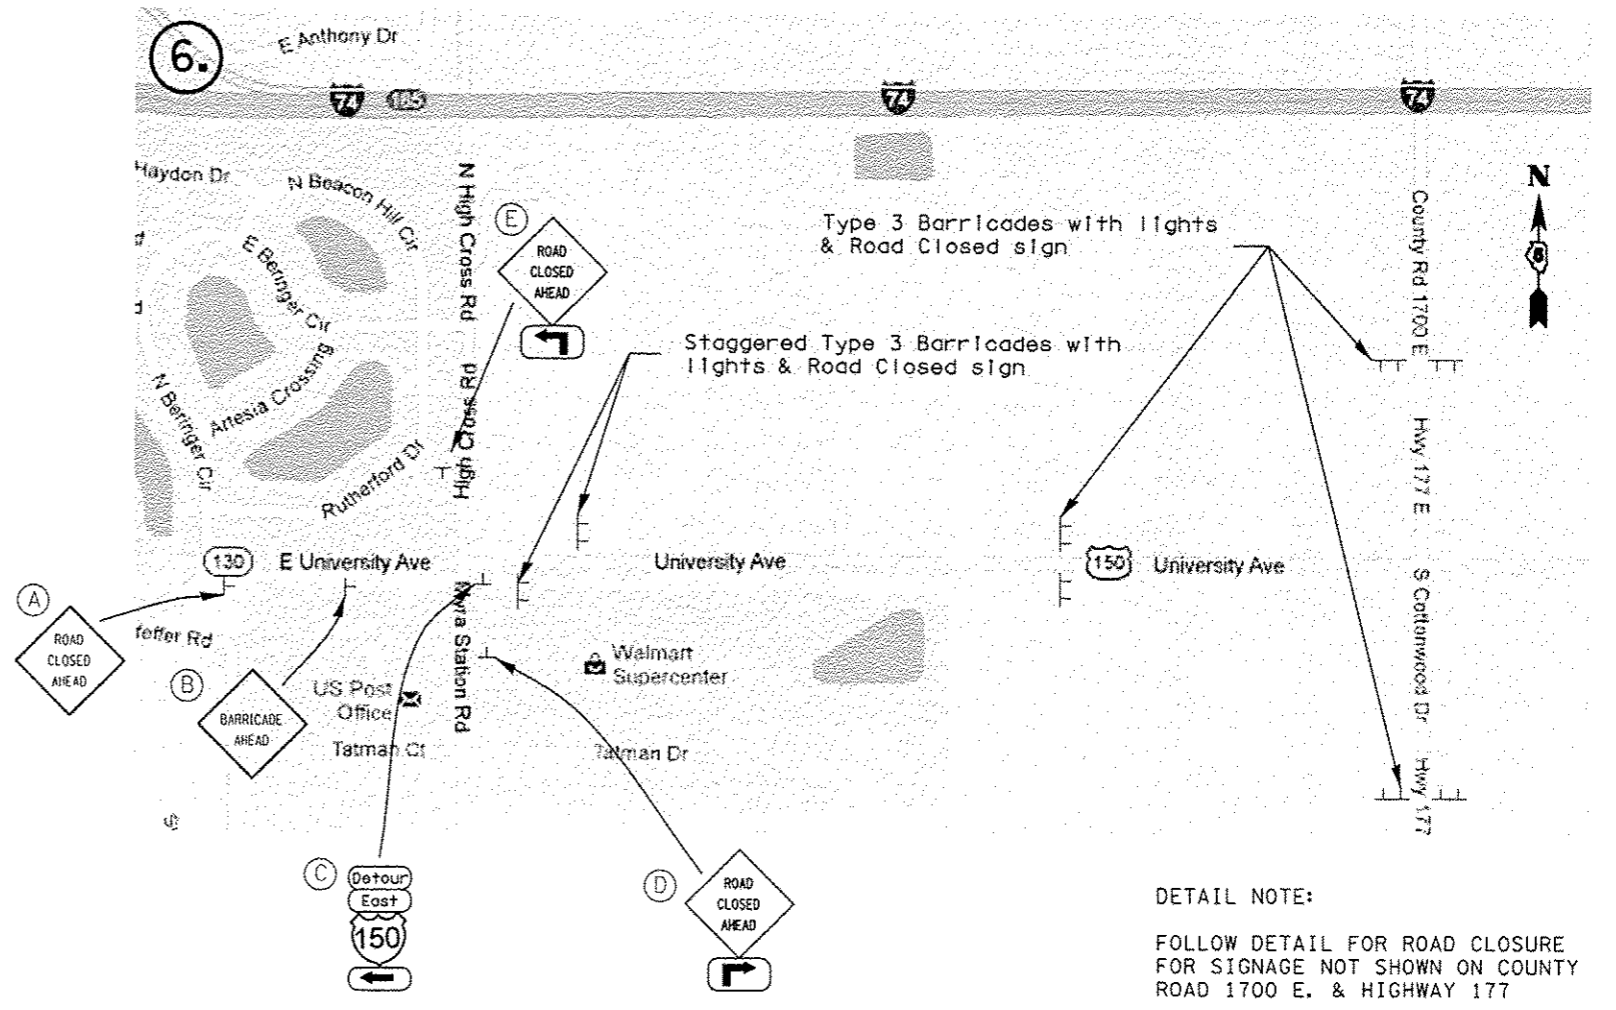 6.
E Anthony Dr
74
185
74
74
Haydon Dr
N Beacon Hill Cir
N High Cross Rd
E
ROAD
CLOSED
AHEAD
Type 3 Barricades with lights
& Road Closed sign
N
8
County Rd 1700 E
E Beringer Cir
Staggered Type 3 Barricades with
lights & Road Closed sign
Artesia Crossing
N Beringer Cir
High Cross Rd
Rutherford Dr
Hwy 177 E
130
E University Ave
University Ave
150
University Ave
A
ROAD
CLOSED
AHEAD
feffer Rd
Myra Station Rd
S Cottonwood Dr
B
BARRICADE
AHEAD
US Post
Office
Walmart
Supercenter
Tatman Ct
Tatman Dr
Hwy 177
C
Detour
East
150
D
ROAD
CLOSED
AHEAD
DETAIL NOTE:
FOLLOW DETAIL FOR ROAD CLOSURE
FOR SIGNAGE NOT SHOWN ON COUNTY
ROAD 1700 E. & HIGHWAY 177